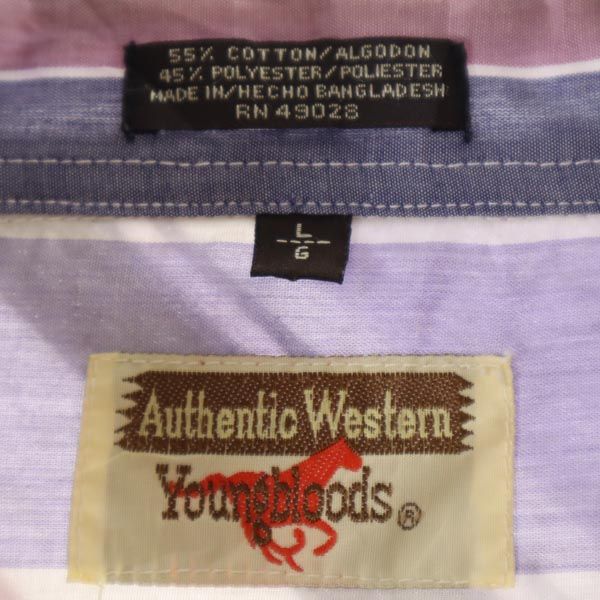 55% COTTON/ALGODON
45% POLYESTER/POLIESTER
MADE IN/HECHO BANGLADESH
RN 49028
L
G
Authentic Western
Youngbloods ®